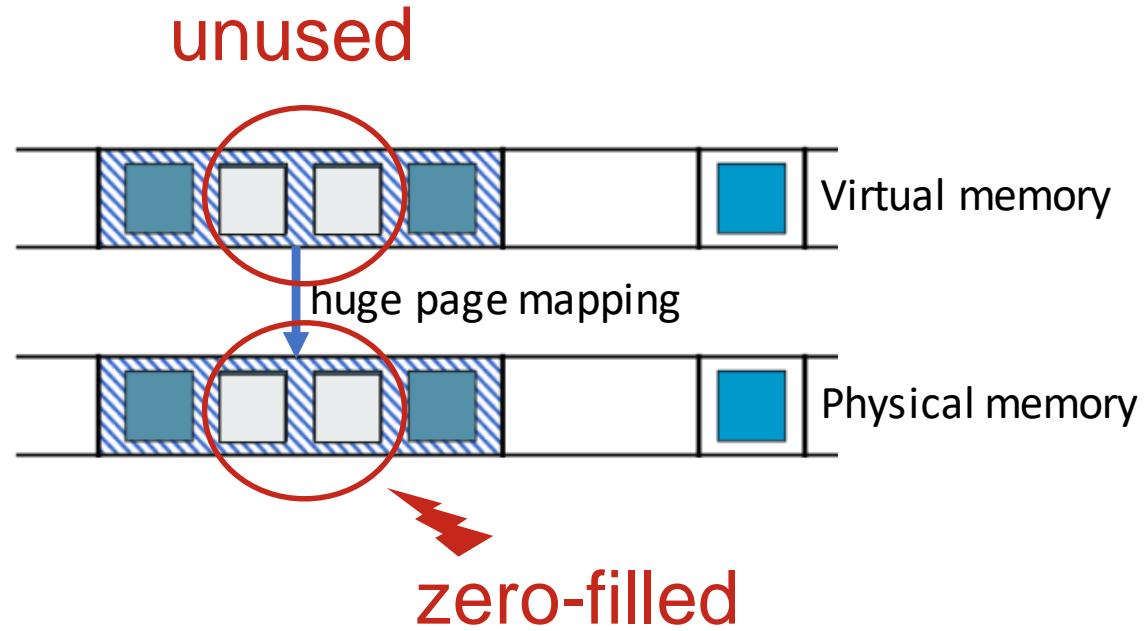 unused
Virtual memory
huge page mapping
Physical memory
zero-filled